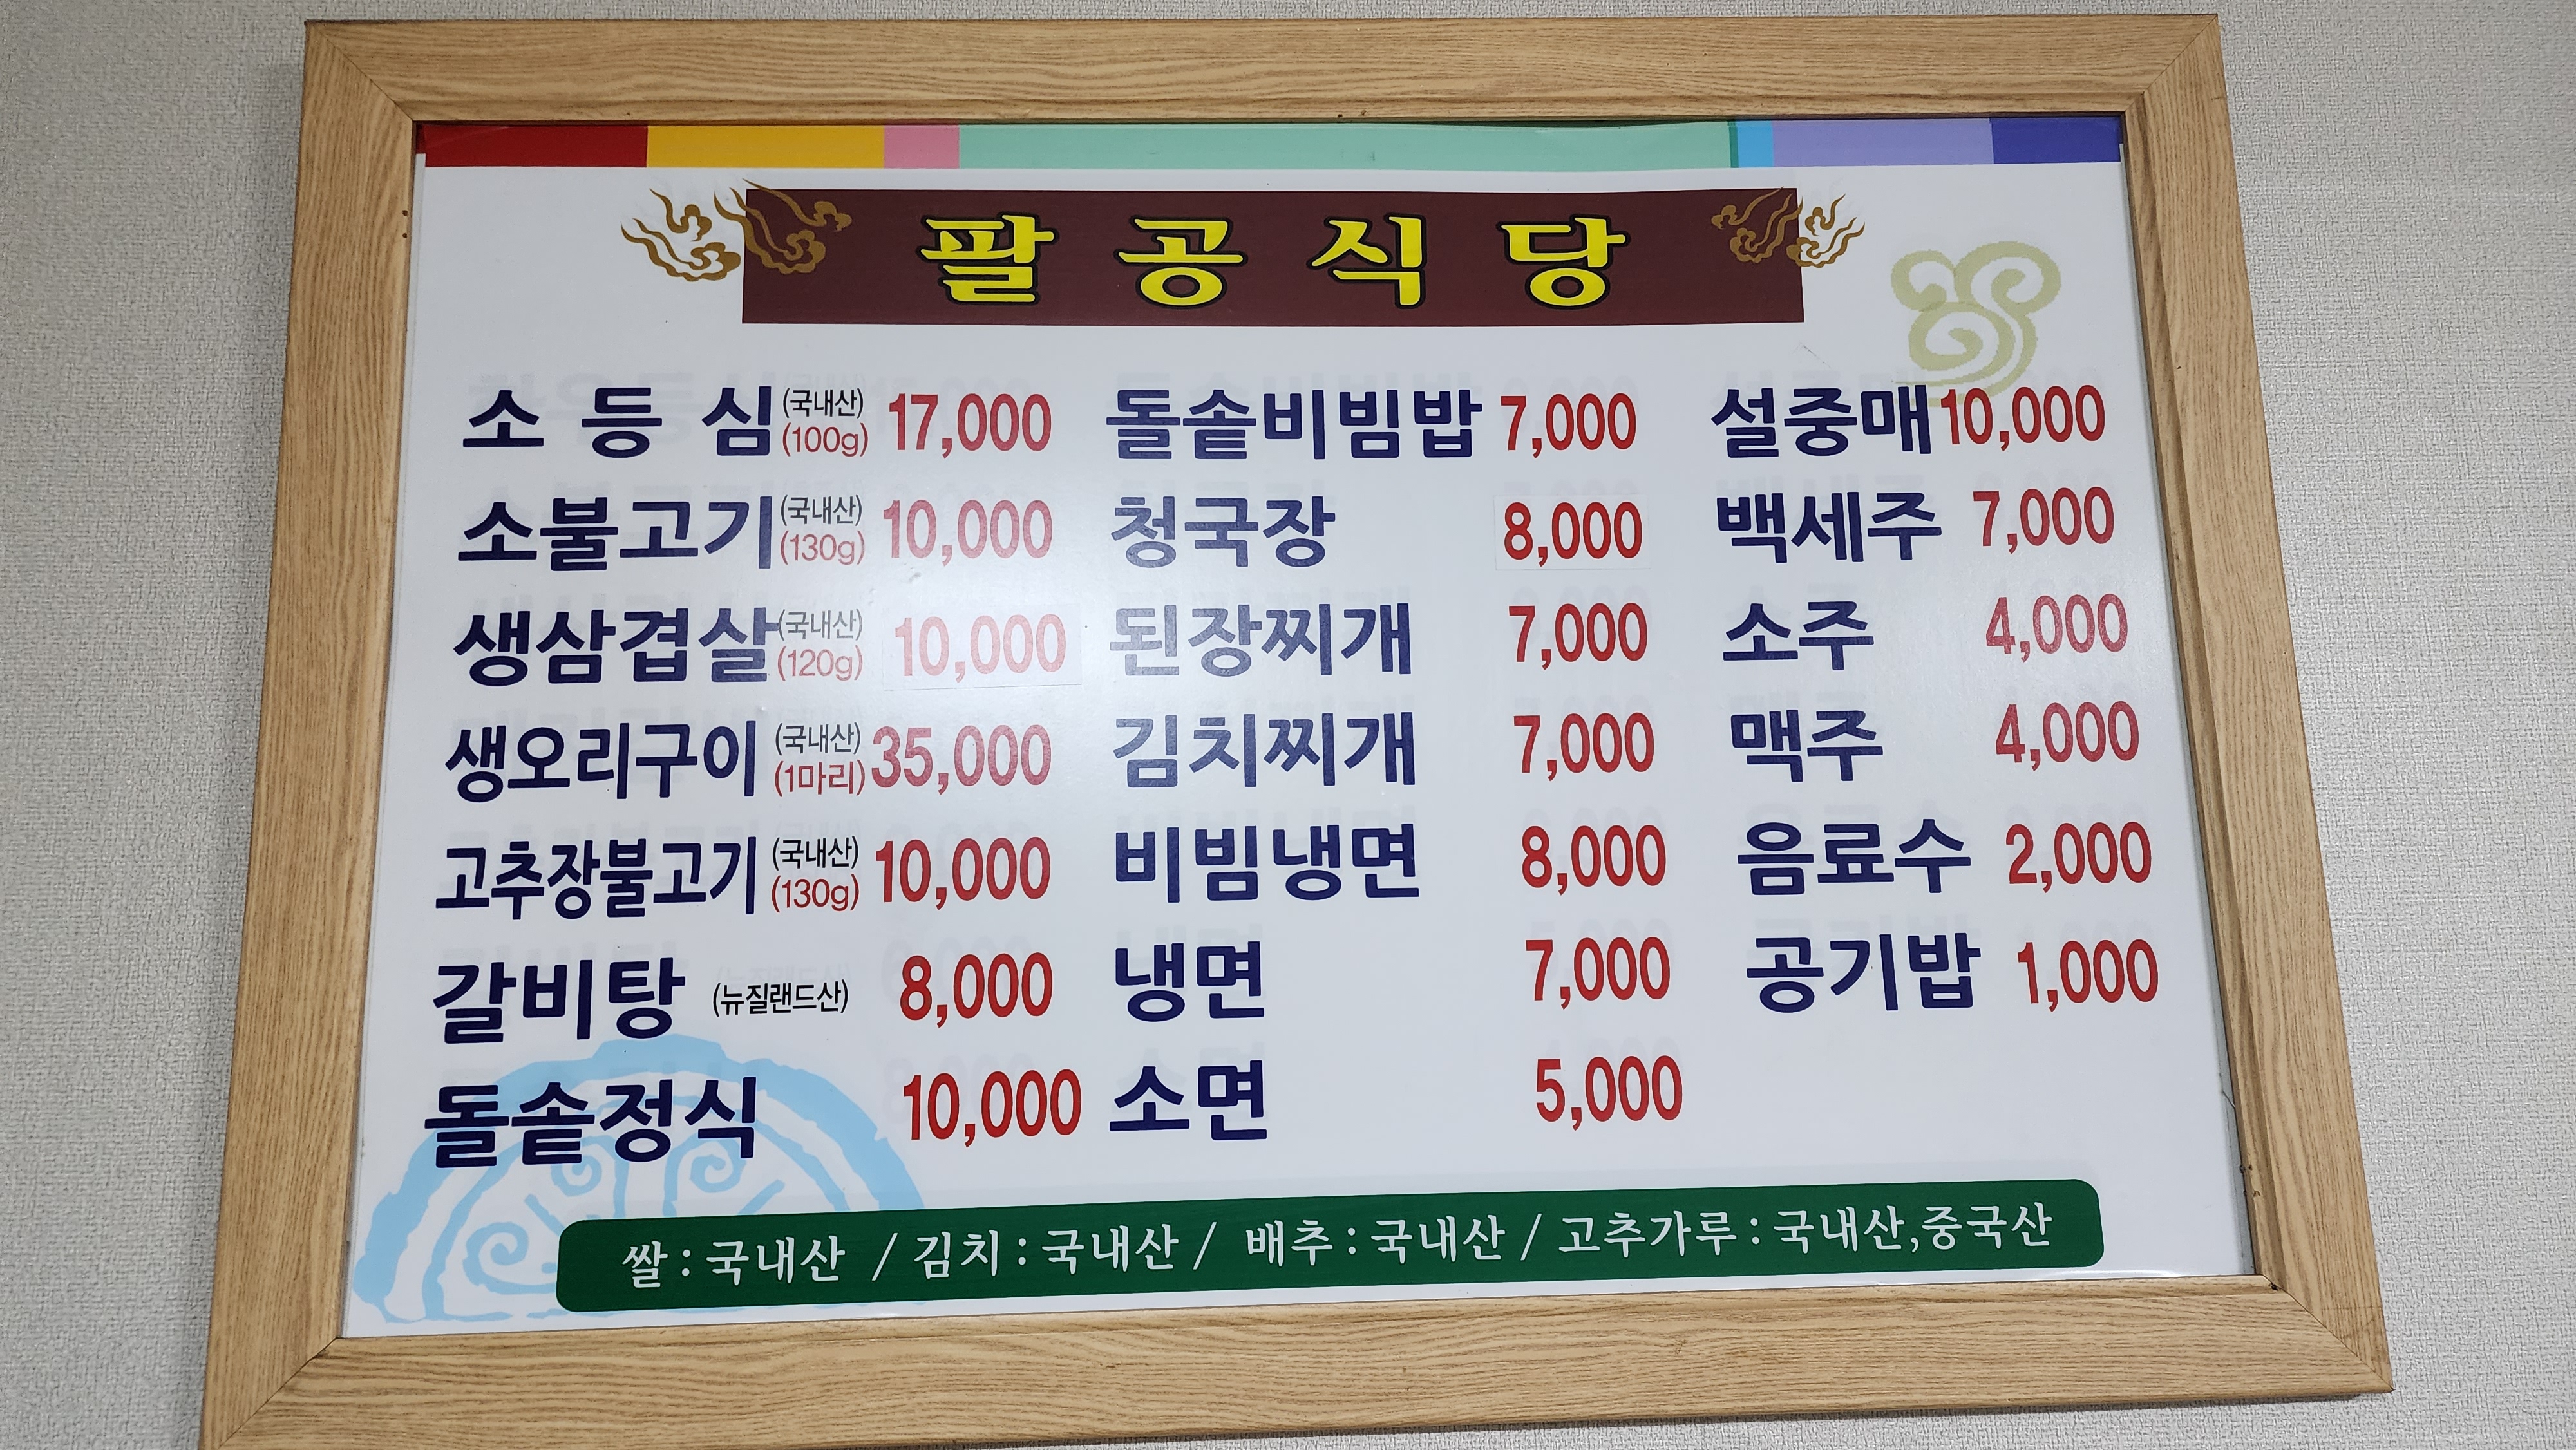 팔공식당
소등심 (국내산) (100g) 17,000
소불고기 (국내산) (130g) 10,000
생삼겹살 (국내산) (120g) 10,000
생오리구이 (국내산) (1마리) 35,000
고추장불고기 (국내산) (130g) 10,000
갈비탕 (뉴질랜드산) 8,000
돌솥정식 10,000
돌솥비빔밥 7,000
청국장 8,000
된장찌개 7,000
김치찌개 7,000
비빔냉면 8,000
냉면 7,000
소면 5,000
설중매 10,000
백세주 7,000
소주 4,000
맥주 4,000
음료수 2,000
공기밥 1,000
쌀 : 국내산 / 김치 : 국내산 / 배추 : 국내산 / 고추가루 : 국내산,중국산